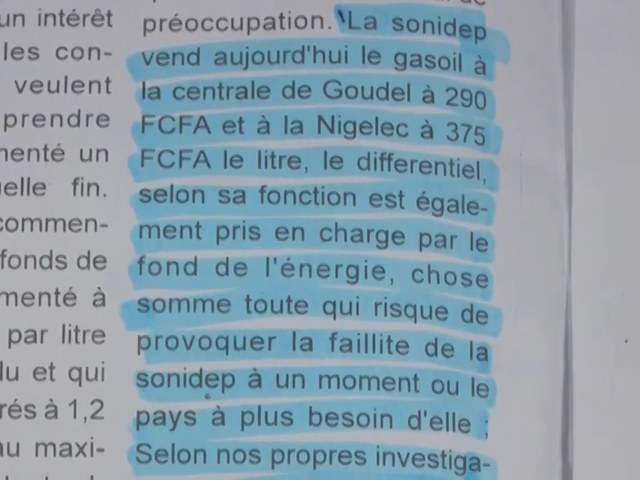 un intérêt
les con-
veulent
prendre
menté un
elle fin.
commen-
fonds de
menté à
par litre
lu et qui
rés à 1,2
au maxi-
préoccupation. La sonidep
vend aujourd'hui le gasoil à
la centrale de Goudel à 290
FCFA et à la Nigelec à 375
FCFA le litre, le differentiel,
selon sa fonction est égale-
ment pris en charge par le
fond de l'énergie, chose
somme toute qui risque de
provoquer la faillite de la
sonidep à un moment ou le
pays à plus besoin d'elle ;
Selon nos propres investiga-